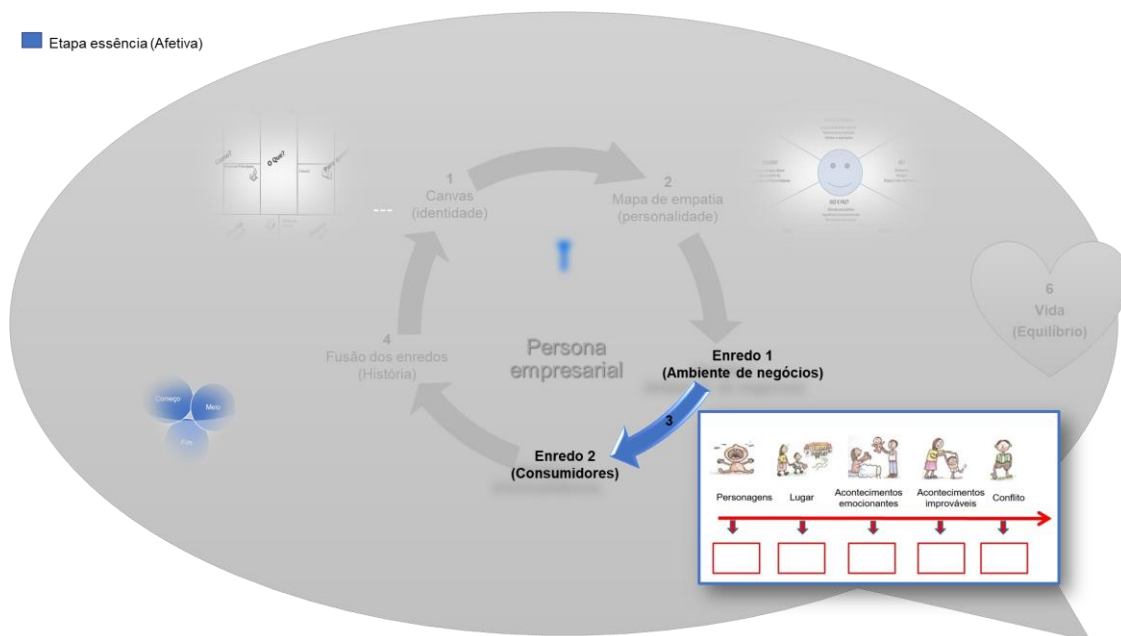 Etapa essência (Afetiva)
O Que?
1
Canvas
(identidade)
2
Mapa de empatia
(personalidade)
6
Vida
(Equilíbrio)
4
Fusão dos enredos
(História)
Persona
empresarial
Enredo 1
(Ambiente de negócios)
3
Enredo 2
(Consumidores)
Começo
Meio
Fim
Personagens
Lugar
Acontecimentos
emocionantes
Acontecimentos
improváveis
Conflito